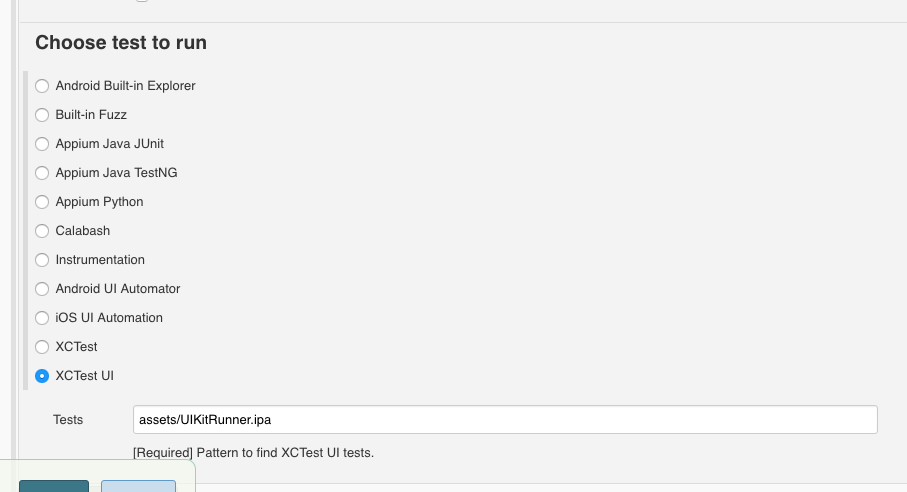 Choose test to run
Android Built-in Explorer
Built-in Fuzz
Appium Java JUnit
Appium Java TestNG
Appium Python
Calabash
Instrumentation
Android UI Automator
iOS UI Automation
XCTest
XCTest UI
Tests assets/UIKitRunner.ipa
[Required] Pattern to find XCTest UI tests.